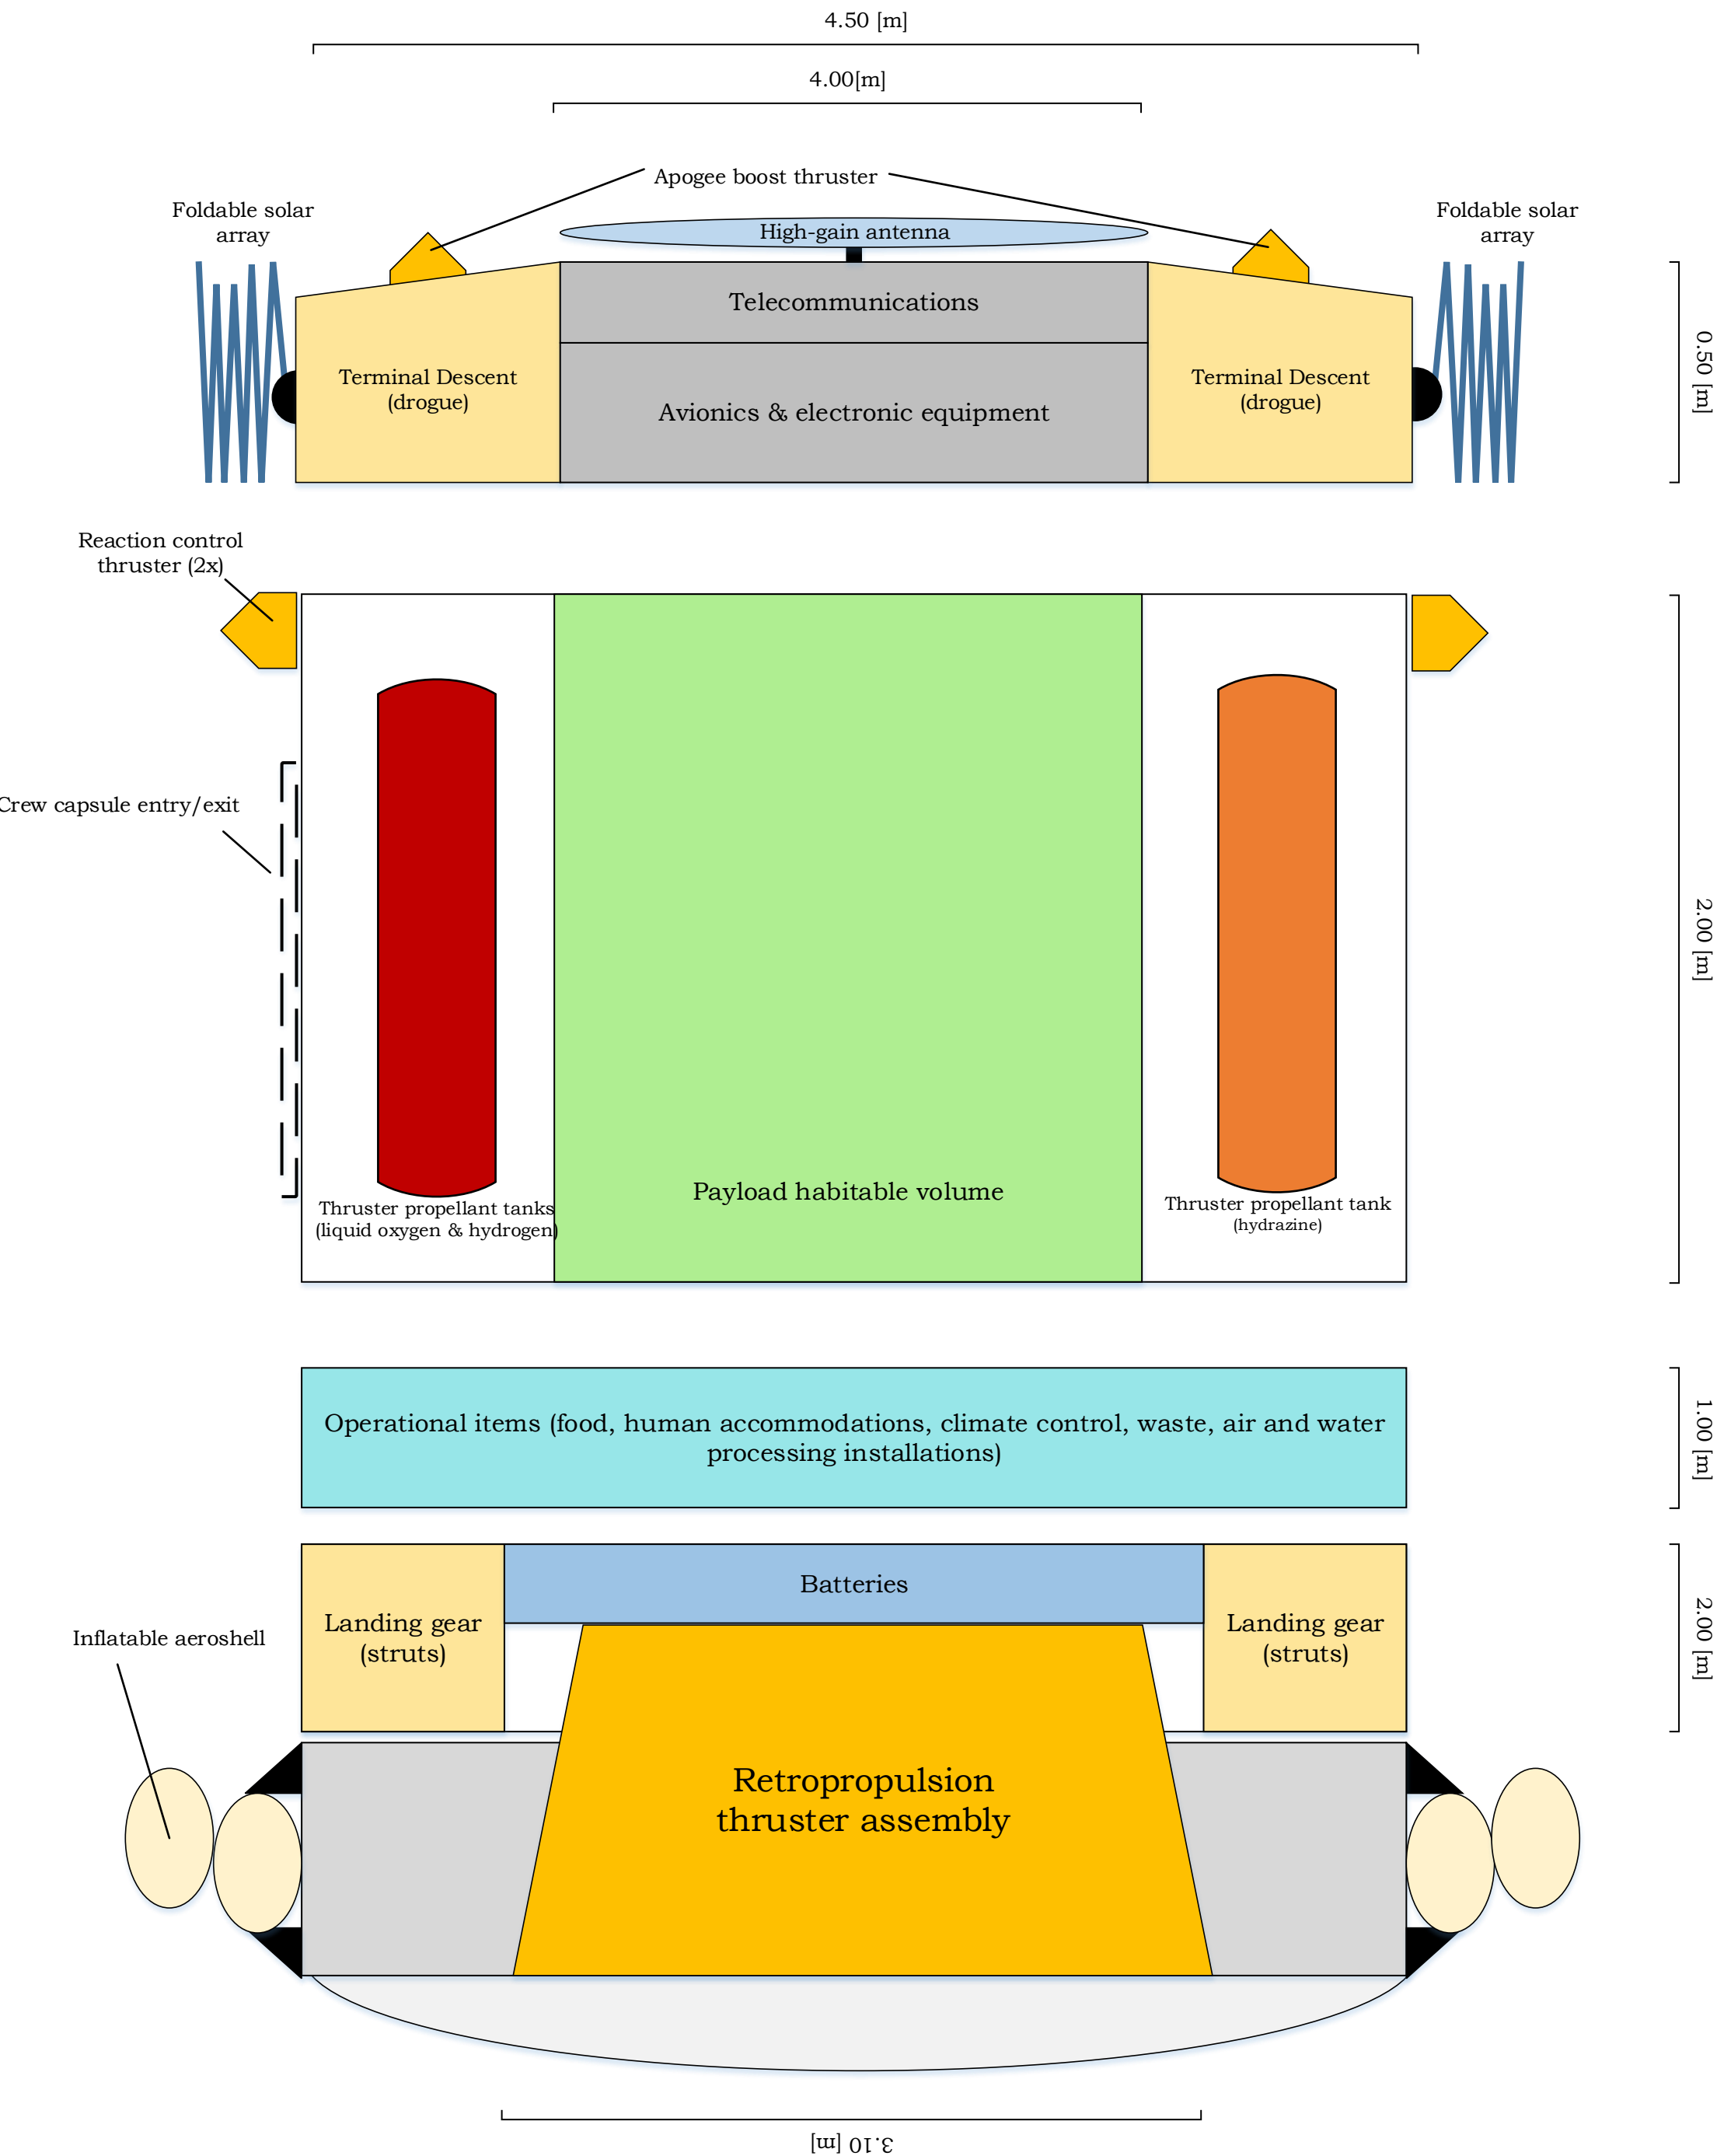 4.50 [m]
4.00[m]
Apogee boost thruster
Foldable solar
array
Foldable solar
array
High-gain antenna
Telecommunications
Terminal Descent
(drogue)
Avionics & electronic equipment
Terminal Descent
(drogue)
0.50 [m]
Reaction control
thruster (2x)
Crew capsule entry/exit
2.00 [m]
Payload habitable volume
Thruster propellant tanks
(liquid oxygen & hydrogen)
Thruster propellant tank
(hydrazine)
Operational items (food, human accommodations, climate control, waste, air and water
processing installations)
1.00 [m]
Batteries
Landing gear
(struts)
Landing gear
(struts)
2.00 [m]
Inflatable aeroshell
Retropropulsion
thruster assembly
3.10 [m]